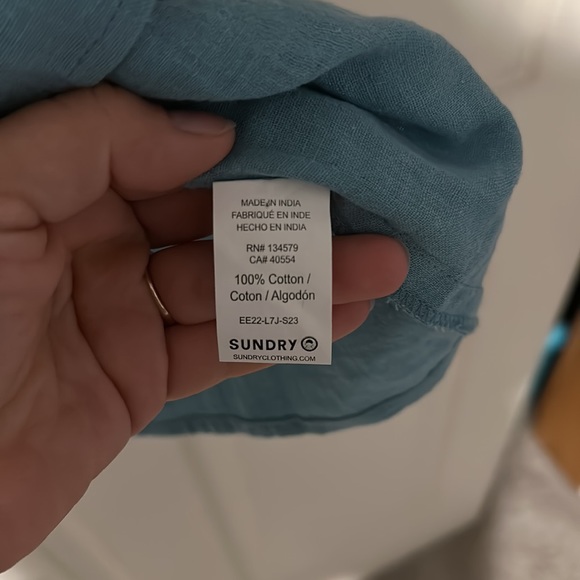 MADE IN INDIA
FABRIQUÉ EN INDE
HECHO EN INDIA
RN# 134579
CA# 40554
100% Cotton /
Coton / Algodón
EE22-L7J-S23
SUNDRY
SUNDRYCLOTHING.COM